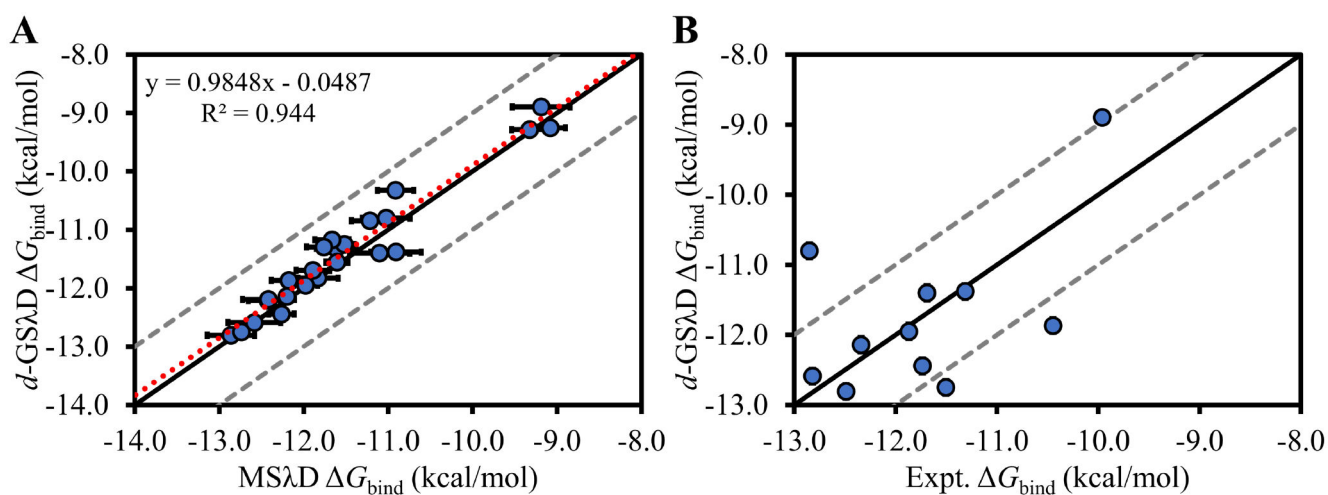 A
B
y = 0.9848x - 0.0487
R² = 0.944
d-GSλD ΔGbind (kcal/mol)
-8.0
-9.0
-10.0
-11.0
-12.0
-13.0
-14.0
-14.0 -13.0 -12.0 -11.0 -10.0 -9.0 -8.0
MSλD ΔGbind (kcal/mol)
d-GSλD ΔGbind (kcal/mol)
-8.0
-9.0
-10.0
-11.0
-12.0
-13.0
-13.0 -12.0 -11.0 -10.0 -9.0 -8.0
Expt. ΔGbind (kcal/mol)